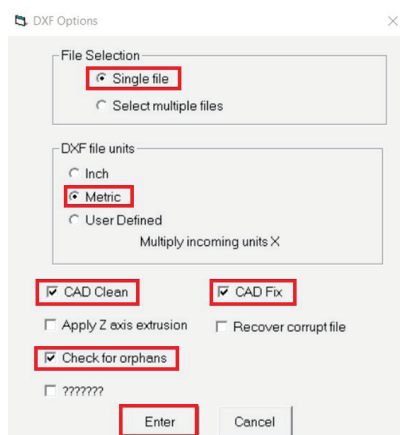 DXF Options
File Selection
Single file
Select multiple files
DXF file units
Inch
Metric
User Defined
Multiply incoming units X
CAD Clean
CAD Fix
Apply Z axis extrusion
Recover corrupt file
Check for orphans
???????
Enter
Cancel